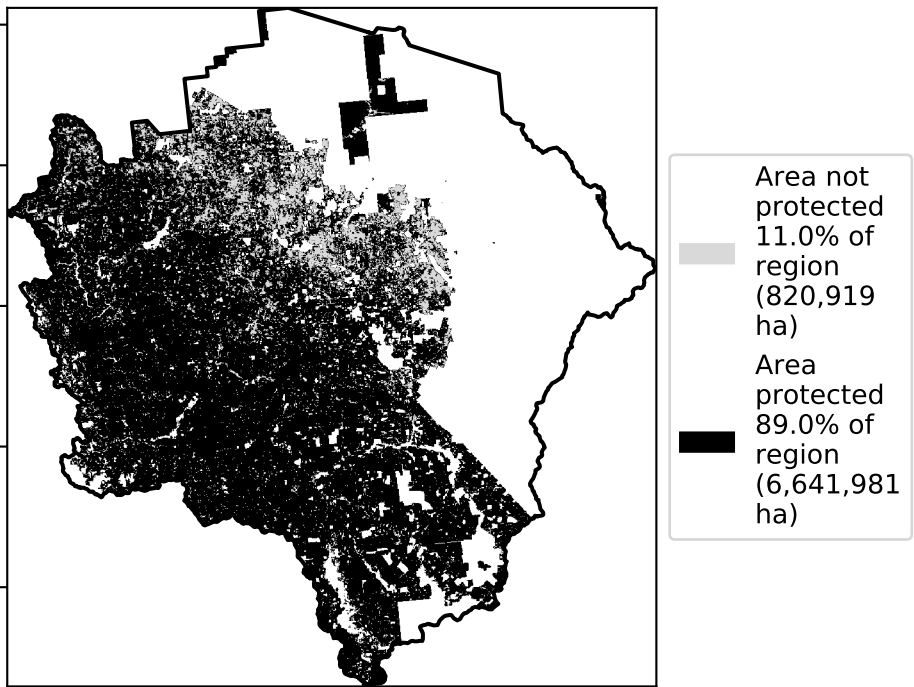 Area not
protected
11.0% of
region
(820,919
ha)
Area
protected
89.0% of
region
(6,641,981
ha)